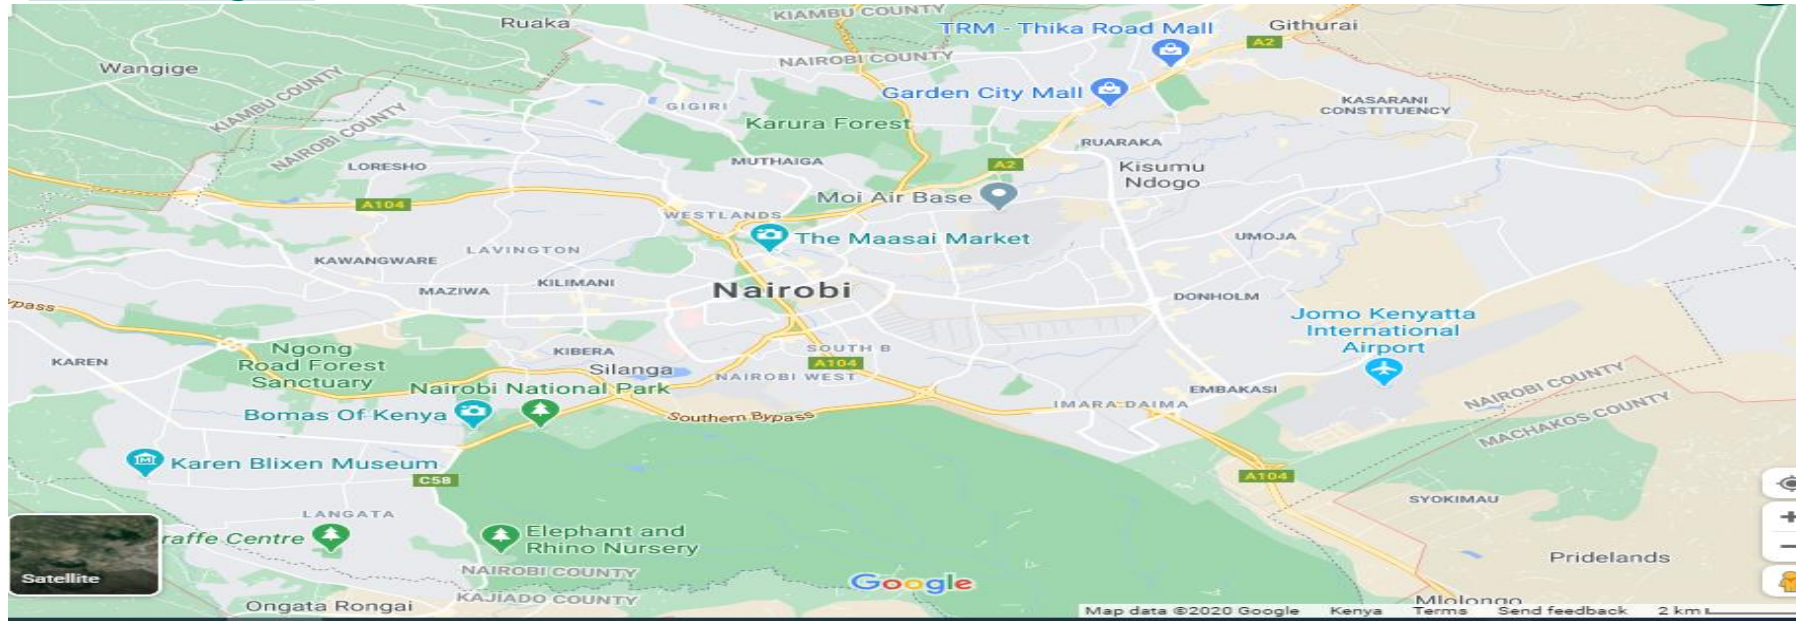 KIAMBU COUNTY
Ruaka
TRM - Thika Road Mall
Githurai
A2
NAIROBI COUNTY
Wangige
KIAMBU COUNTY
NAIROBI COUNTY
GIGIRI
Garden City Mall
KASARANI
CONSTITUENCY
Karura Forest
RUARAKA
LORESHO
MUTHAIGA
A2
Kisumu
Ndogo
Moi Air Base
A104
WESTLANDS
The Maasai Market
UMOJA
LAVINGTON
KAWANGWARE
MAZIWA
KILIMANI
Nairobi
DONHOLM
ypass
Jomo Kenyatta
International
Airport
Ngong
Road Forest
Sanctuary
KAREN
KIBERA
SOUTH B
A104
Silanga
NAIROBI WEST
Nairobi National Park
EMBAKASI
NAIROBI COUNTY
MACHAKOS COUNTY
Bomas Of Kenya
Southern Bypass
IMARA DAIMA
Karen Blixen Museum
C58
A104
SYOKIMAU
LANGATA
raffe Centre
Elephant and
Rhino Nursery
Pridelands
Satellite
NAIROBI COUNTY
KAJIADO COUNTY
Google
Ongata Rongai
Mlolongo
Map data ©2020 Google
Kenya
Terms
Send feedback
2 km